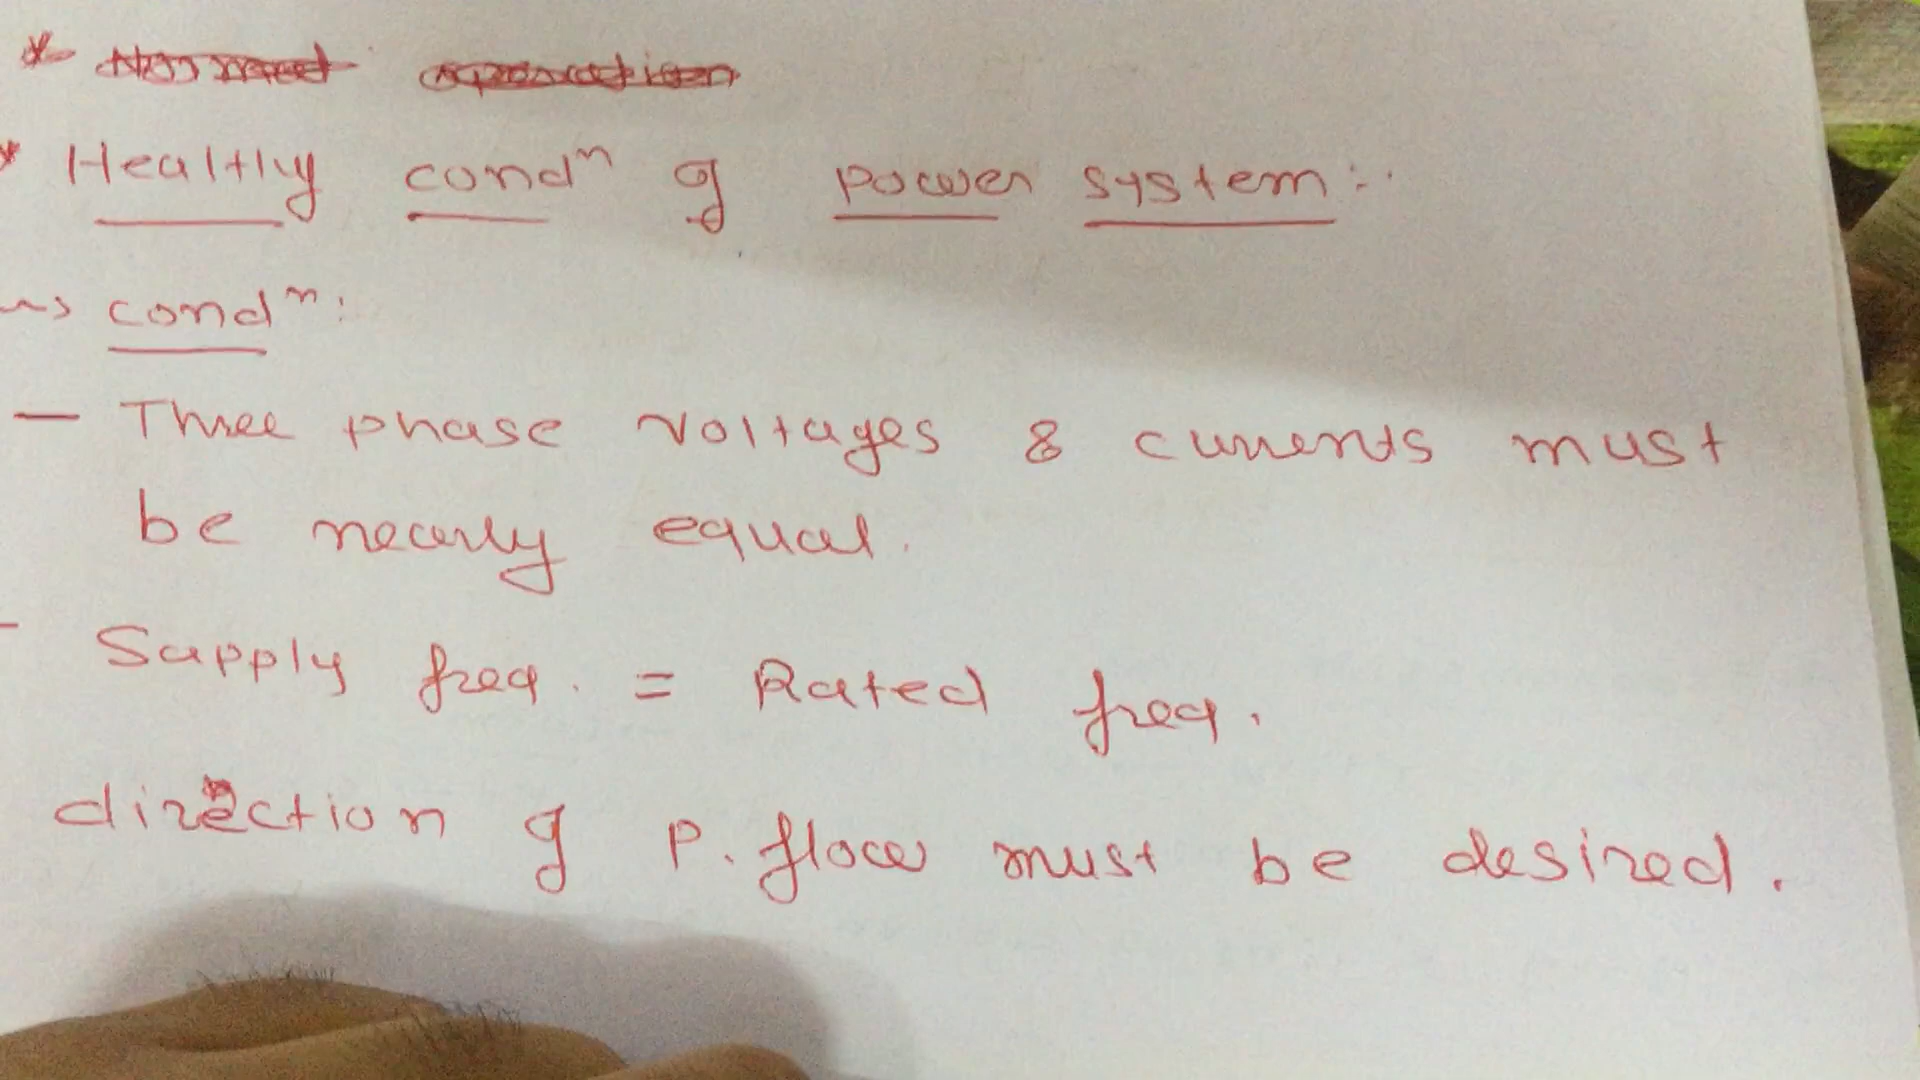 * Healthy condⁿ of power system :-
condⁿ :
— Three phase voltages & currents must
be nearly equal.
- Supply freq. = Rated freq.
direction of P. flow must be desired.